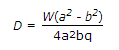 D = W(a² - b²)
4a²bq